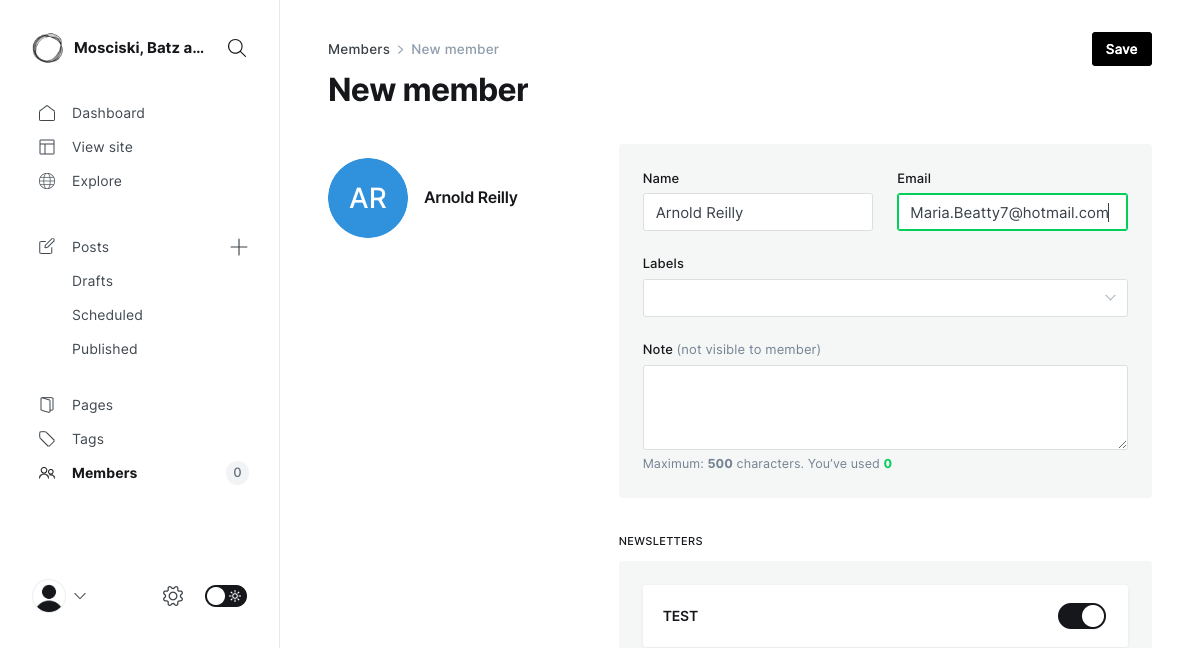 Mosciski, Batz a...
Dashboard
View site
Explore
Posts
Drafts
Scheduled
Published
Pages
Tags
Members
0
Members > New member
Save
New member
AR
Arnold Reilly
Name
Email
Arnold Reilly
Maria.Beatty7@hotmail.com
Labels
Note (not visible to member)
Maximum: 500 characters. You've used 0
NEWSLETTERS
TEST